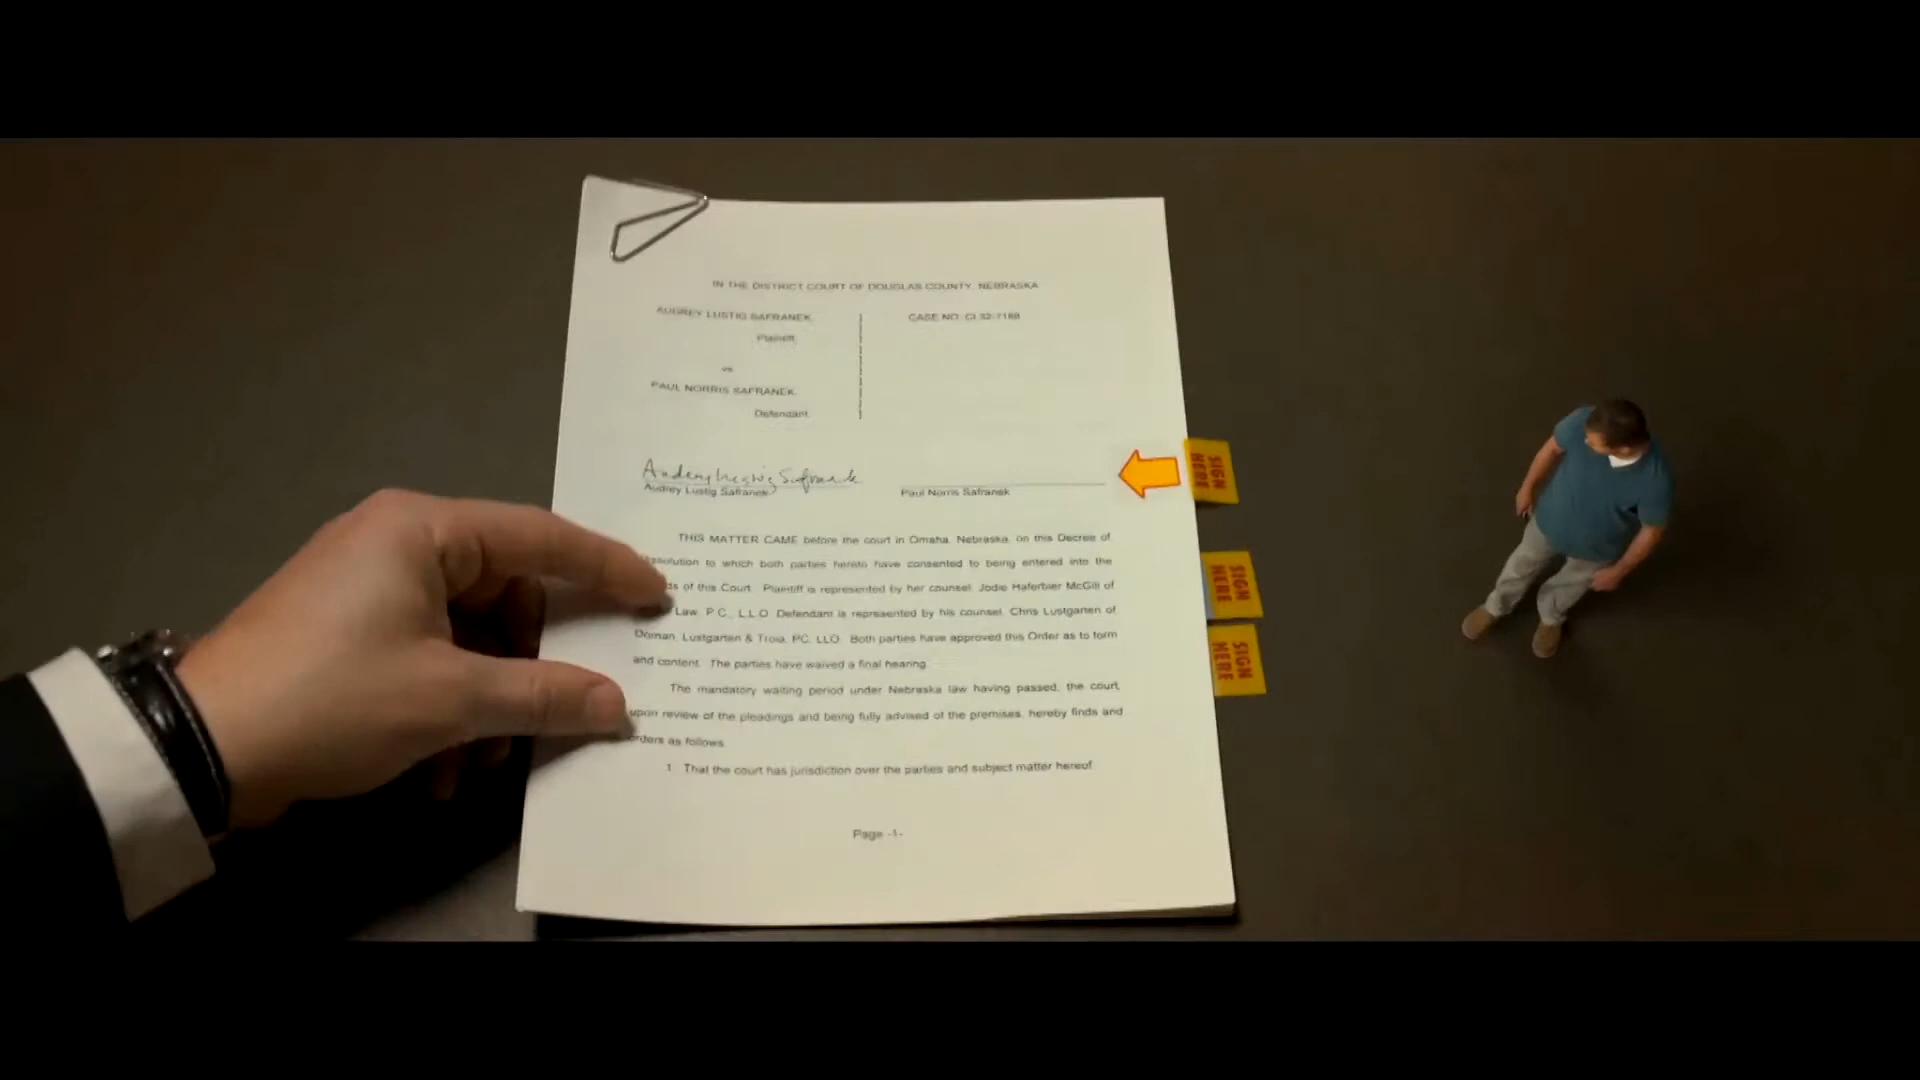 IN THE DISTRICT COURT OF DOUGLAS COUNTY, NEBRASKA
AUDREY LUSTIG SAFRANEK,
Plaintiff,
vs
PAUL NORRIS SAFRANEK,
Defendant.
CASE NO. CI 32-7188
Audrey Lustig Safranek
Audrey Lustig Safranek
Paul Norris Safranek
SIGN HERE
THIS MATTER CAME before the court in Omaha, Nebraska, on this Decree of
to which both parties hereto have consented to being entered into the
of this Court. Plaintiff is represented by her counsel, Jodie Haferbier McGill of
Law, P.C., L.L.O. Defendant is represented by his counsel, Chris Lustgarten of
Dornan, Lustgarten & Troia, PC, LLO. Both parties have approved this Order as to form
and content. The parties have waived a final hearing.
The mandatory waiting period under Nebraska law having passed, the court,
upon review of the pleadings and being fully advised of the premises, hereby finds and
orders as follows:
1. That the court has jurisdiction over the parties and subject matter hereof.
Page -1-
SIGN HERE
SIGN HERE